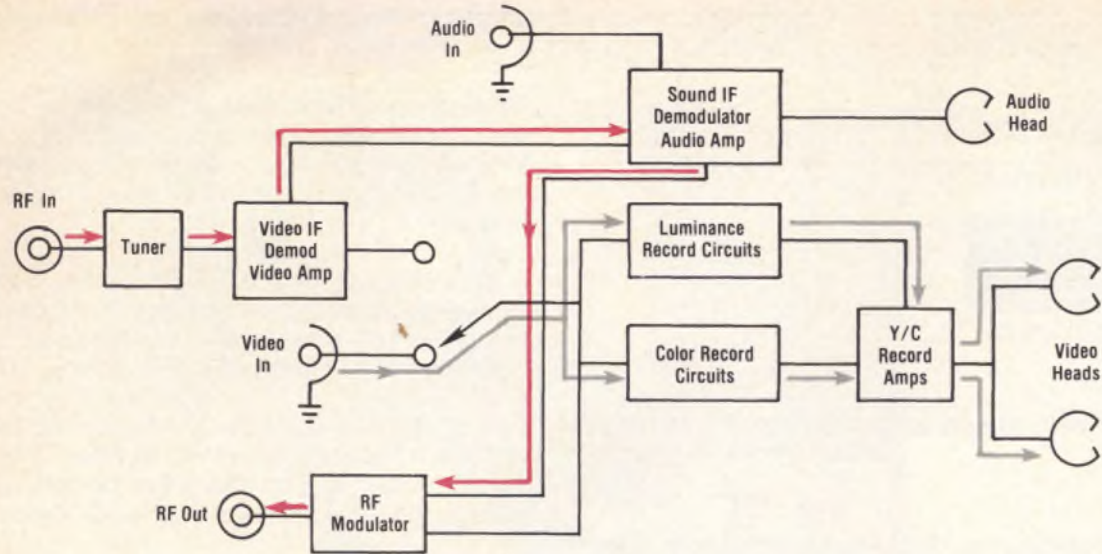 Audio
In
Sound IF
Demodulator
Audio Amp
Audio
Head
RF In
Tuner
Video IF
Demod
Video Amp
Luminance
Record Circuits
Video
In
Color Record
Circuits
Y/C
Record
Amps
Video
Heads
RF Out
RF
Modulator